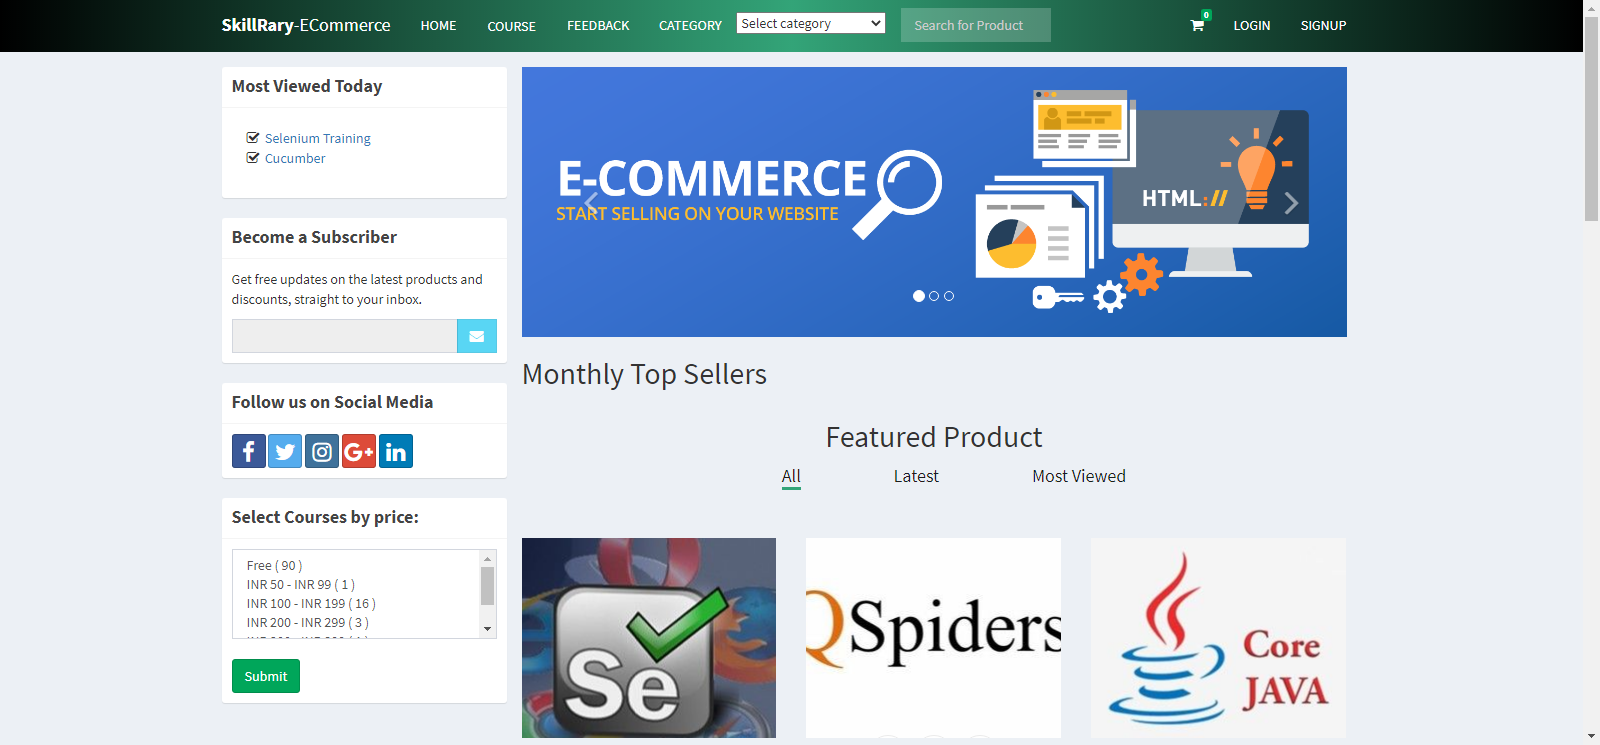 SkillRary-ECommerce HOME COURSE FEEDBACK CATEGORY Select category Search for Product 0 LOGIN SIGNUP
Most Viewed Today
Selenium Training
Cucumber
Become a Subscriber
Get free updates on the latest products and
discounts, straight to your inbox.
Follow us on Social Media
f G+ in
Select Courses by price:
Free ( 90 )
INR 50 - INR 99 ( 1 )
INR 100 - INR 199 ( 16 )
INR 200 - INR 299 ( 3 )
Submit
E-COMMERCE
START SELLING ON YOUR WEBSITE
HTML://
Monthly Top Sellers
Featured Product
All Latest Most Viewed
Se
QSpiders
Core
JAVA